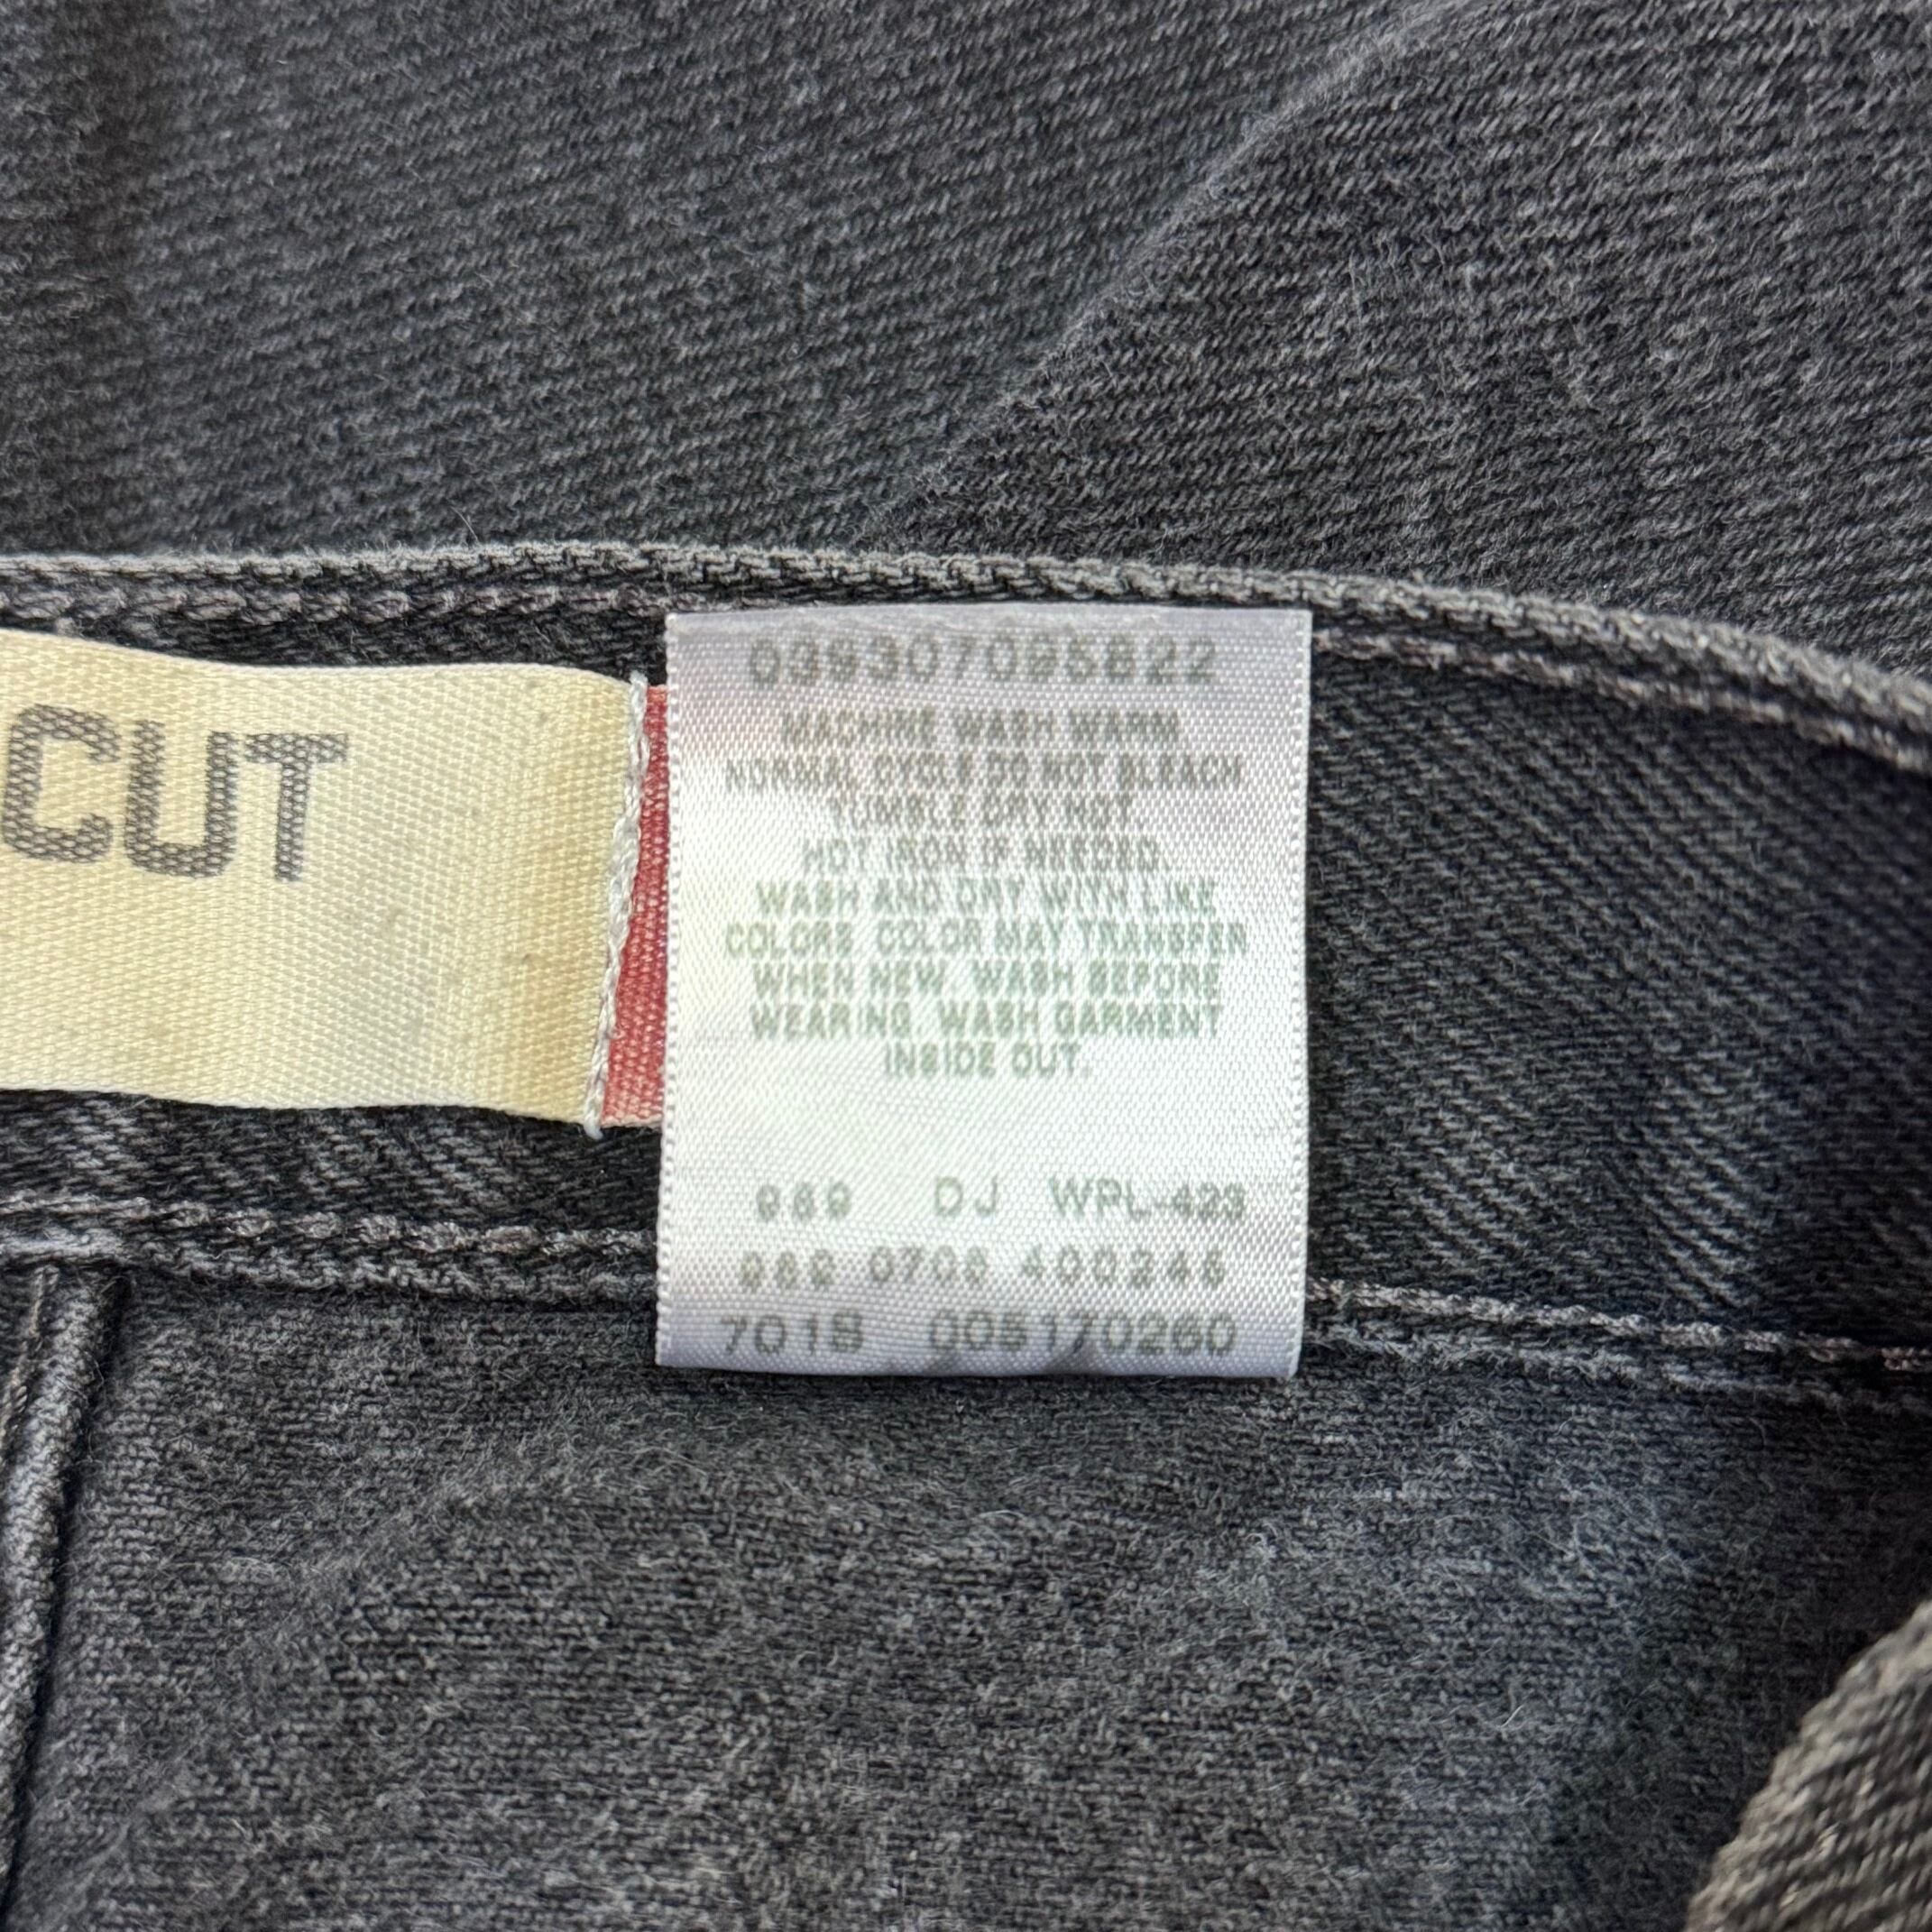 CUT
039307095822
MACHINE WASH WARM
NORMAL CYCLE DO NOT BLEACH
TUMBLE DRY HOT
HOT IRON IF NEEDED.
WASH AND DRY WITH LIKE
COLORS. COLOR MAY TRANSFER
WHEN NEW. WASH BEFORE
WEARING. WASH GARMENT
INSIDE OUT.
DJ WPL-423
7018